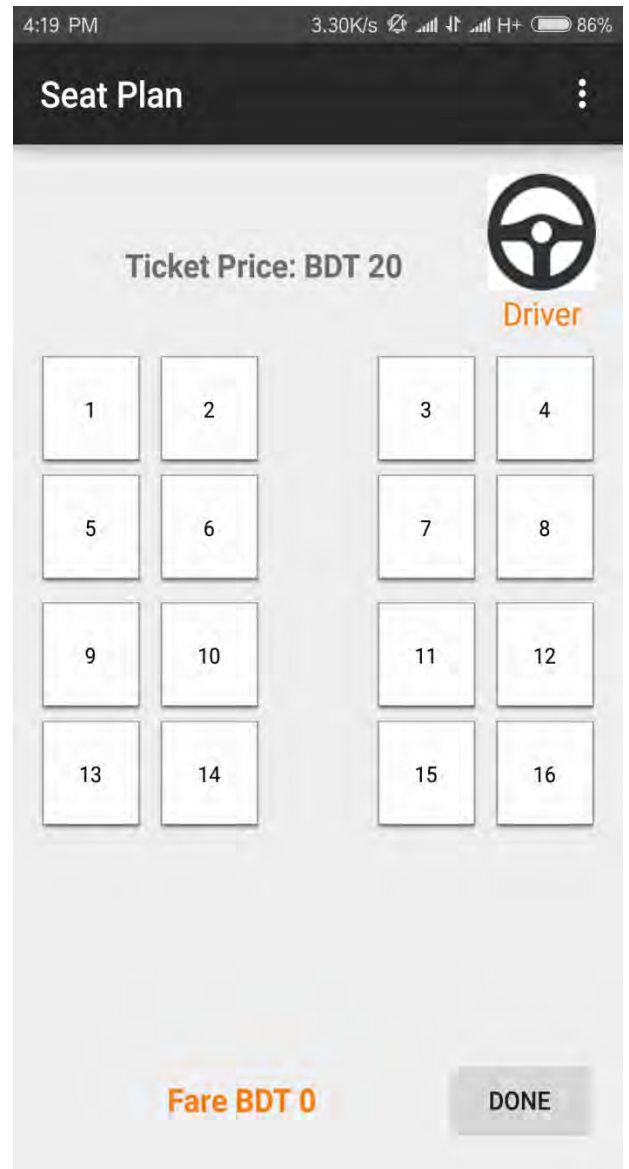 4:19 PM 3.30K/s H+ 86%
Seat Plan
Ticket Price: BDT 20
Driver
1 2 3 4
5 6 7 8
9 10 11 12
13 14 15 16
Fare BDT 0 DONE